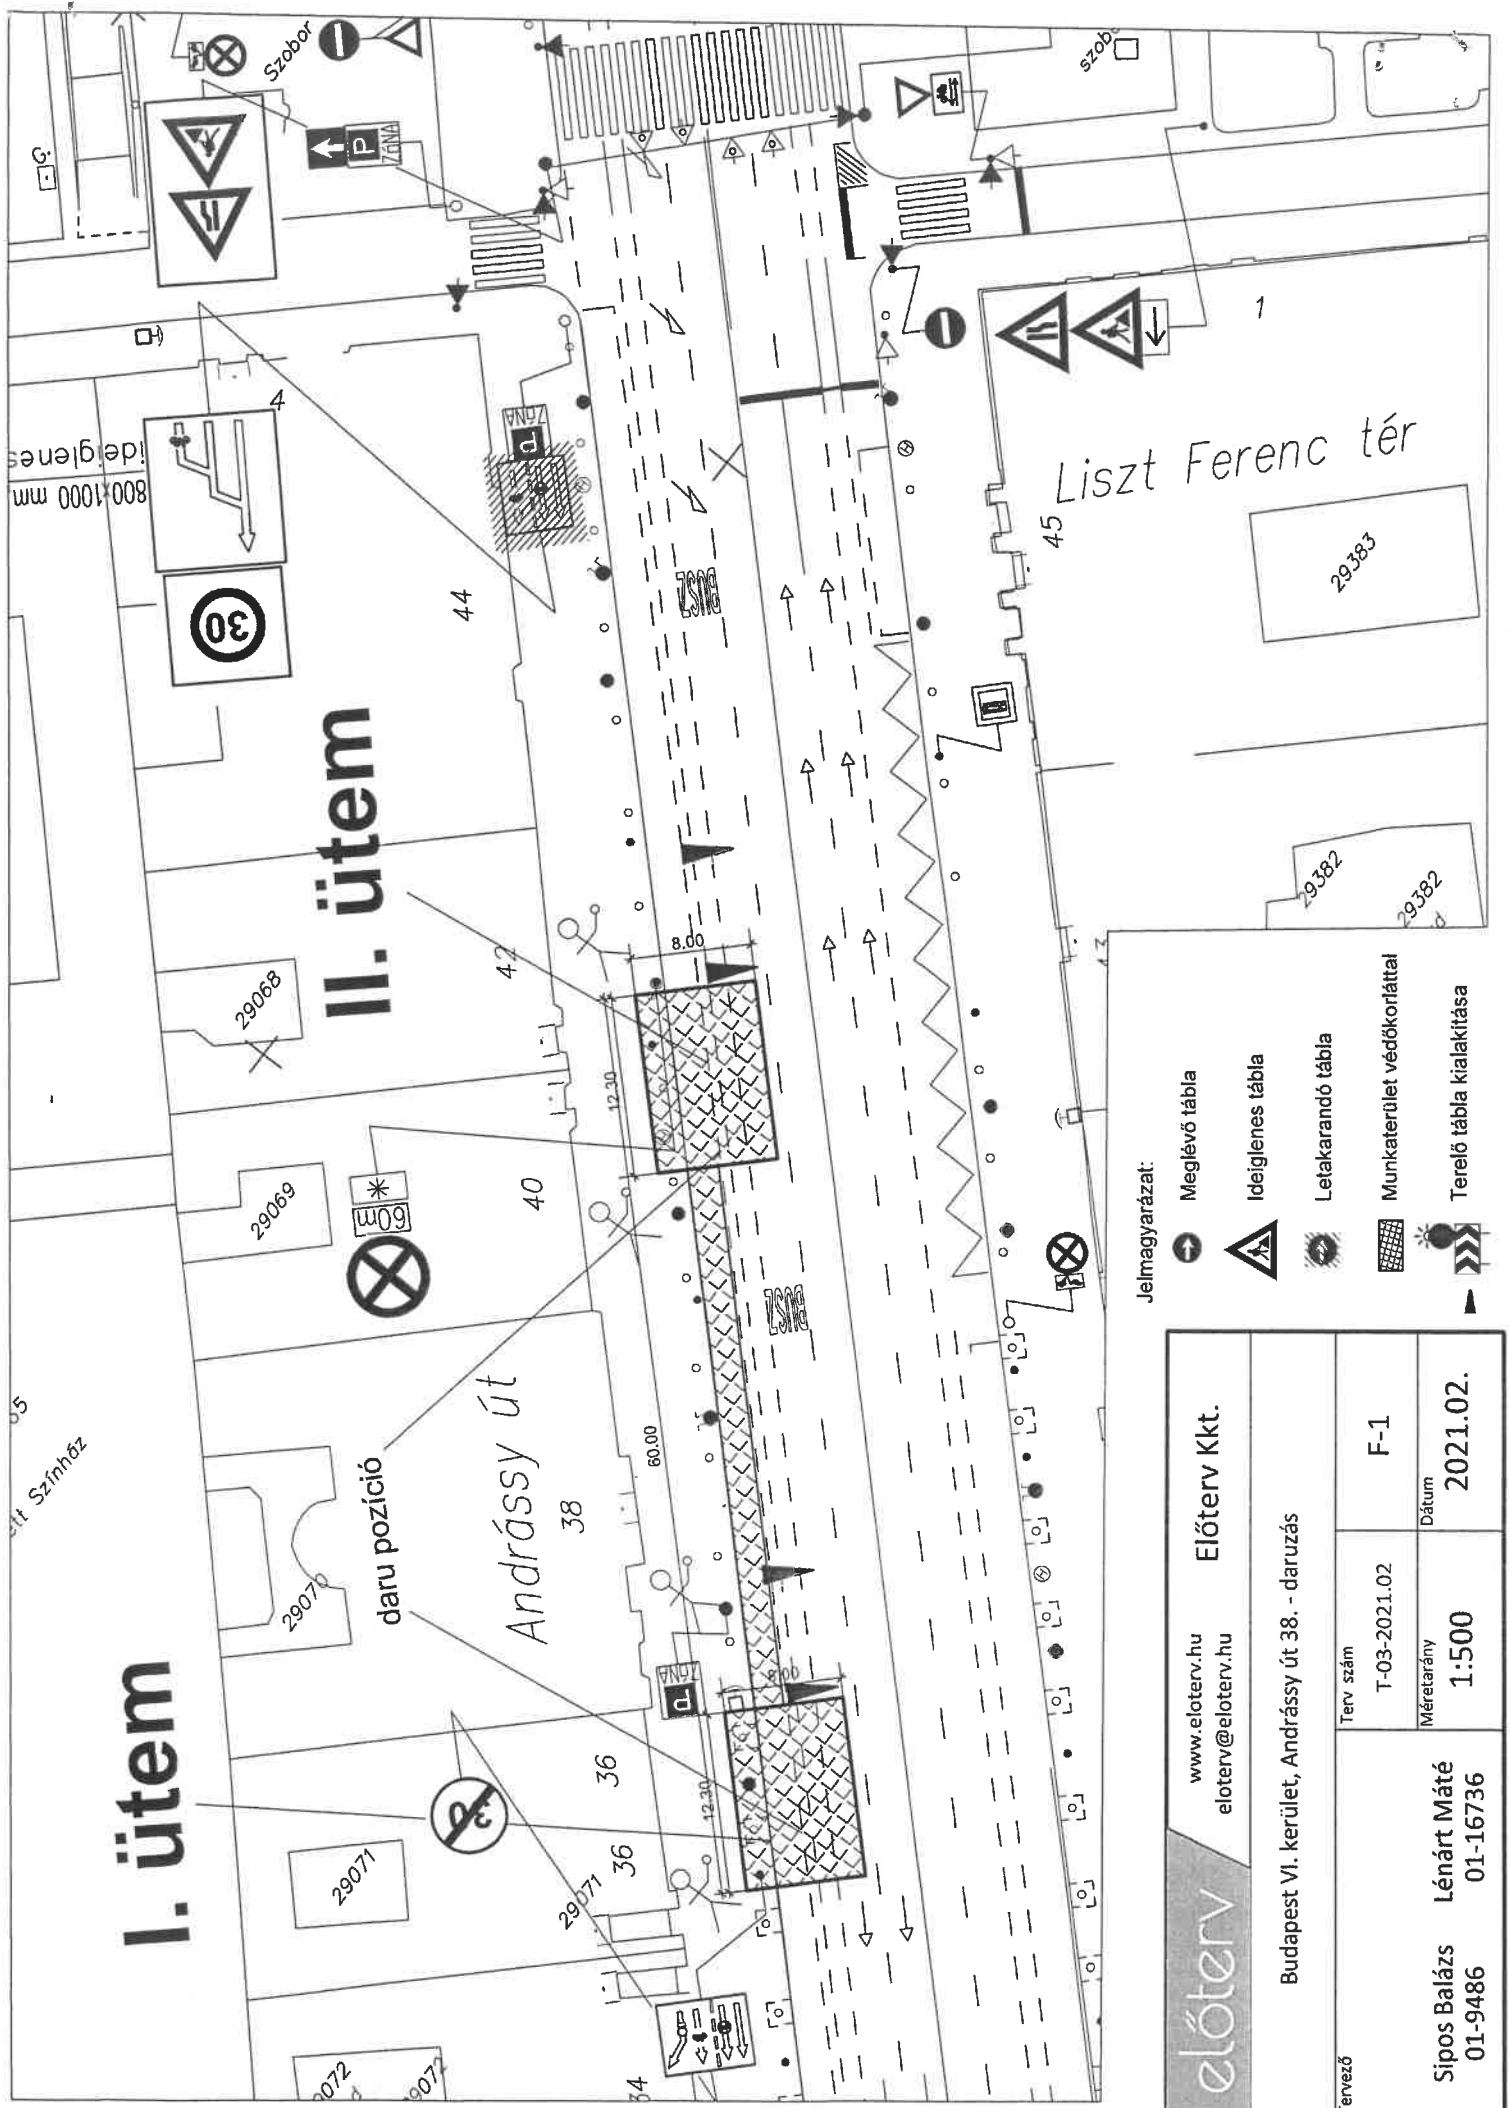 I. ütem
II. ütem
daru pozíció
Andrássy út
Liszt Ferenc tér
Szobor
ZÓNA
P
ideiglenes
800x1000 mm
30
4
44
42
40
38
36
36
34
45
1
29068
29069
29070
29071
29071
29383
29382
29382
60m
60.00
12.30
8.00
12.30
8.00
BUSZ
BUSZ
P
ZÓNA
P
ZÓNA
Színház
Jelmagyarázat:
Meglévő tábla
Ideiglenes tábla
Letakarandó tábla
Munkaterület védőkorláttal
Terelő tábla kialakítása
előterv
www.eloterv.hu
eloterv@eloterv.hu
Előterv Kkt.
Budapest VI. kerület, Andrássy út 38. - daruzás
Terv szám
T-03-2021.02
F-1
Méretarány
1:500
Dátum
2021.02.
Sipos Balázs
01-9486
Lénárt Máté
01-16736